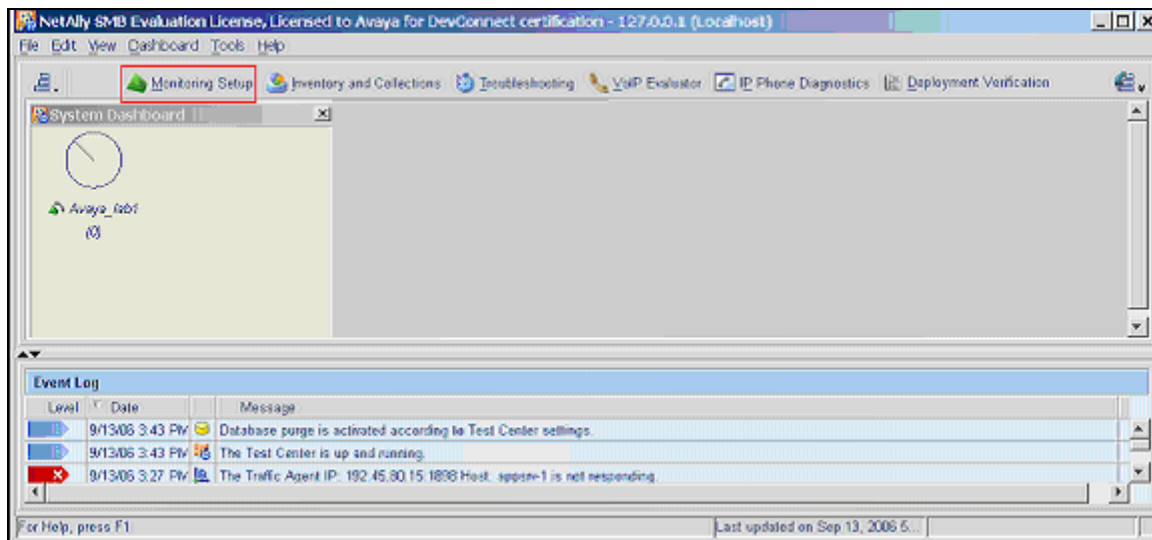 NetAlly SMB Evaluation License, Licensed to Avaya for DevConnect certification - 127.0.0.1 (Localhost)
File Edit View Dashboard Tools Help
Monitoring Setup Inventory and Collections Troubleshooting VoIP Evaluator IP Phone Diagnostics Deployment Verification
System Dashboard
Avaya_lab1
(0)
Event Log
Level Date Message
9/13/06 3:43 PM Database purge is activated according to Test Center settings.
9/13/06 3:43 PM The Test Center is up and running.
9/13/06 3:27 PM The Traffic Agent IP: 192.45.80.15:1898 Host: is not responding.
For Help, press F1
Last updated on Sep 13, 2006 5...